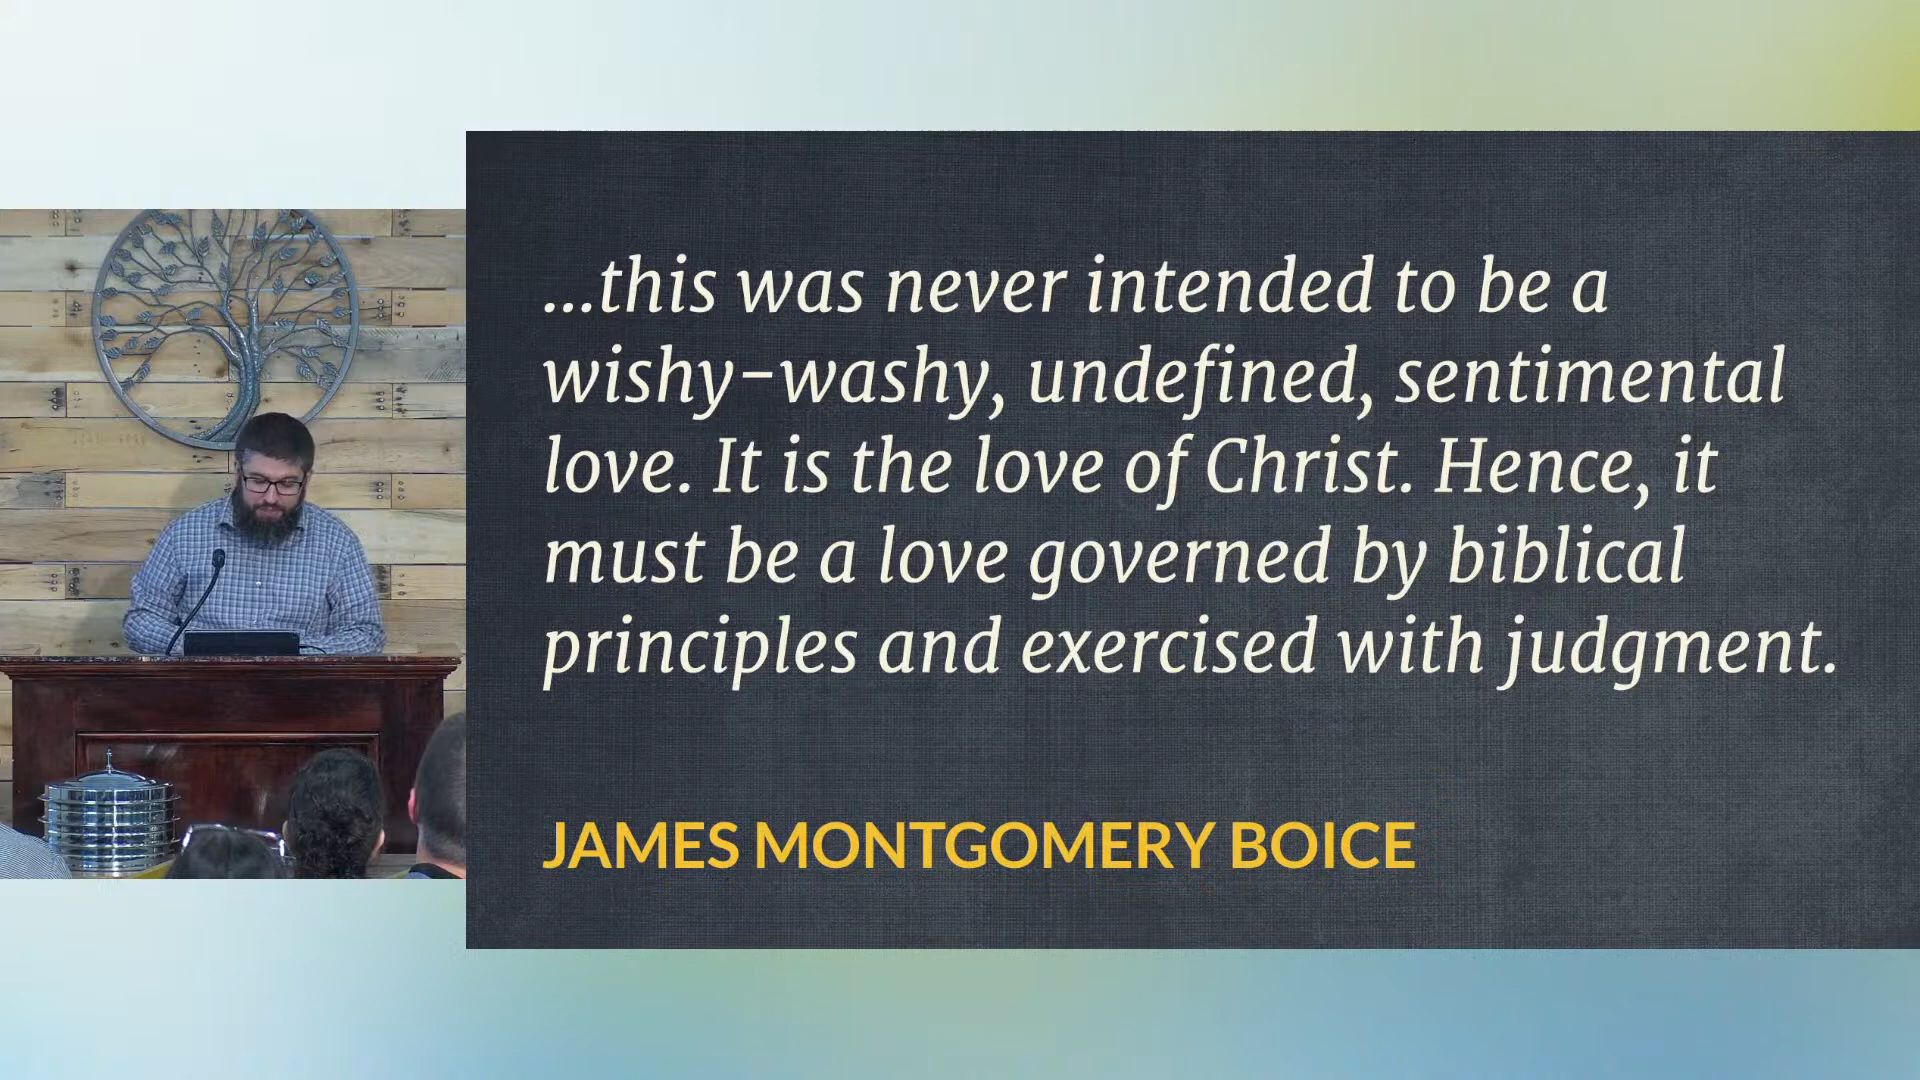 ...this was never intended to be a
wishy-washy, undefined, sentimental
love. It is the love of Christ. Hence, it
must be a love governed by biblical
principles and exercised with judgment.
JAMES MONTGOMERY BOICE